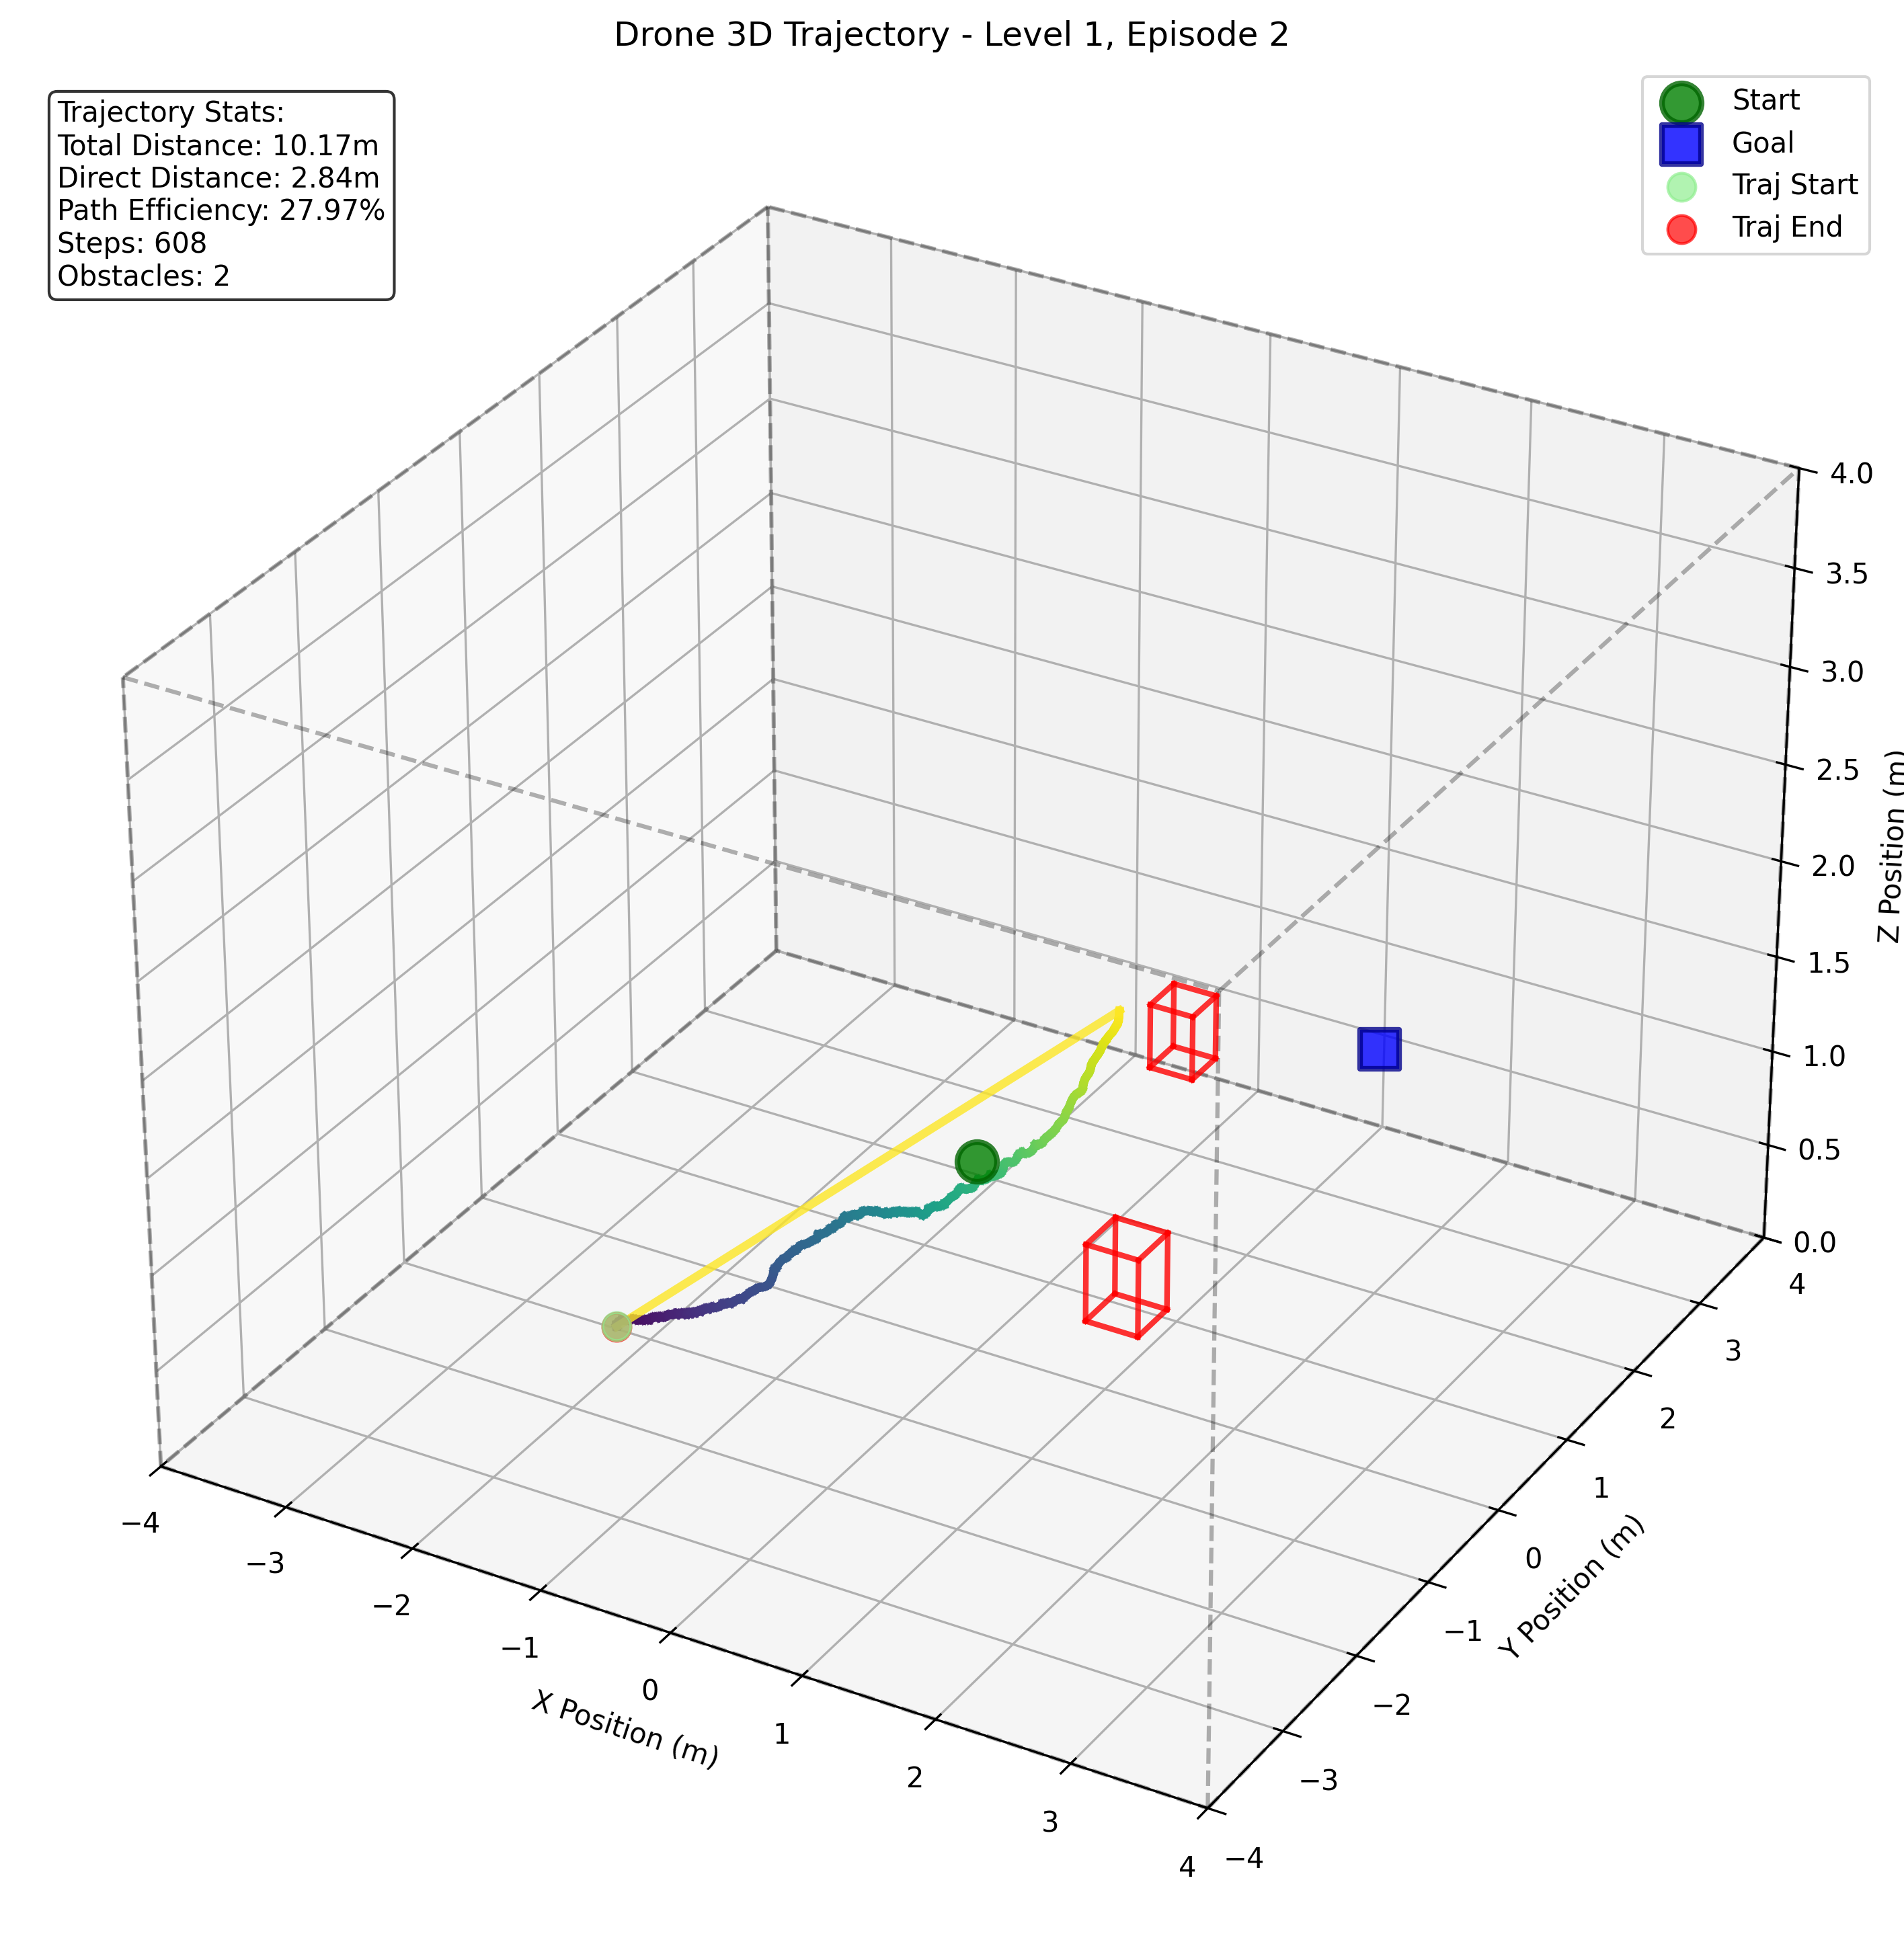 Drone 3D Trajectory - Level 1, Episode 2
Trajectory Stats:
Total Distance: 10.17m
Direct Distance: 2.84m
Path Efficiency: 27.97%
Steps: 608
Obstacles: 2
Start
Goal
Traj Start
Traj End
4.0
3.5
3.0
2.5
2.0
1.5
1.0
0.5
0.0
Z Position (m)
4
3
2
1
0
−1
−2
−3
−4
Y Position (m)
−4
−3
−2
−1
0
1
2
3
4
X Position (m)